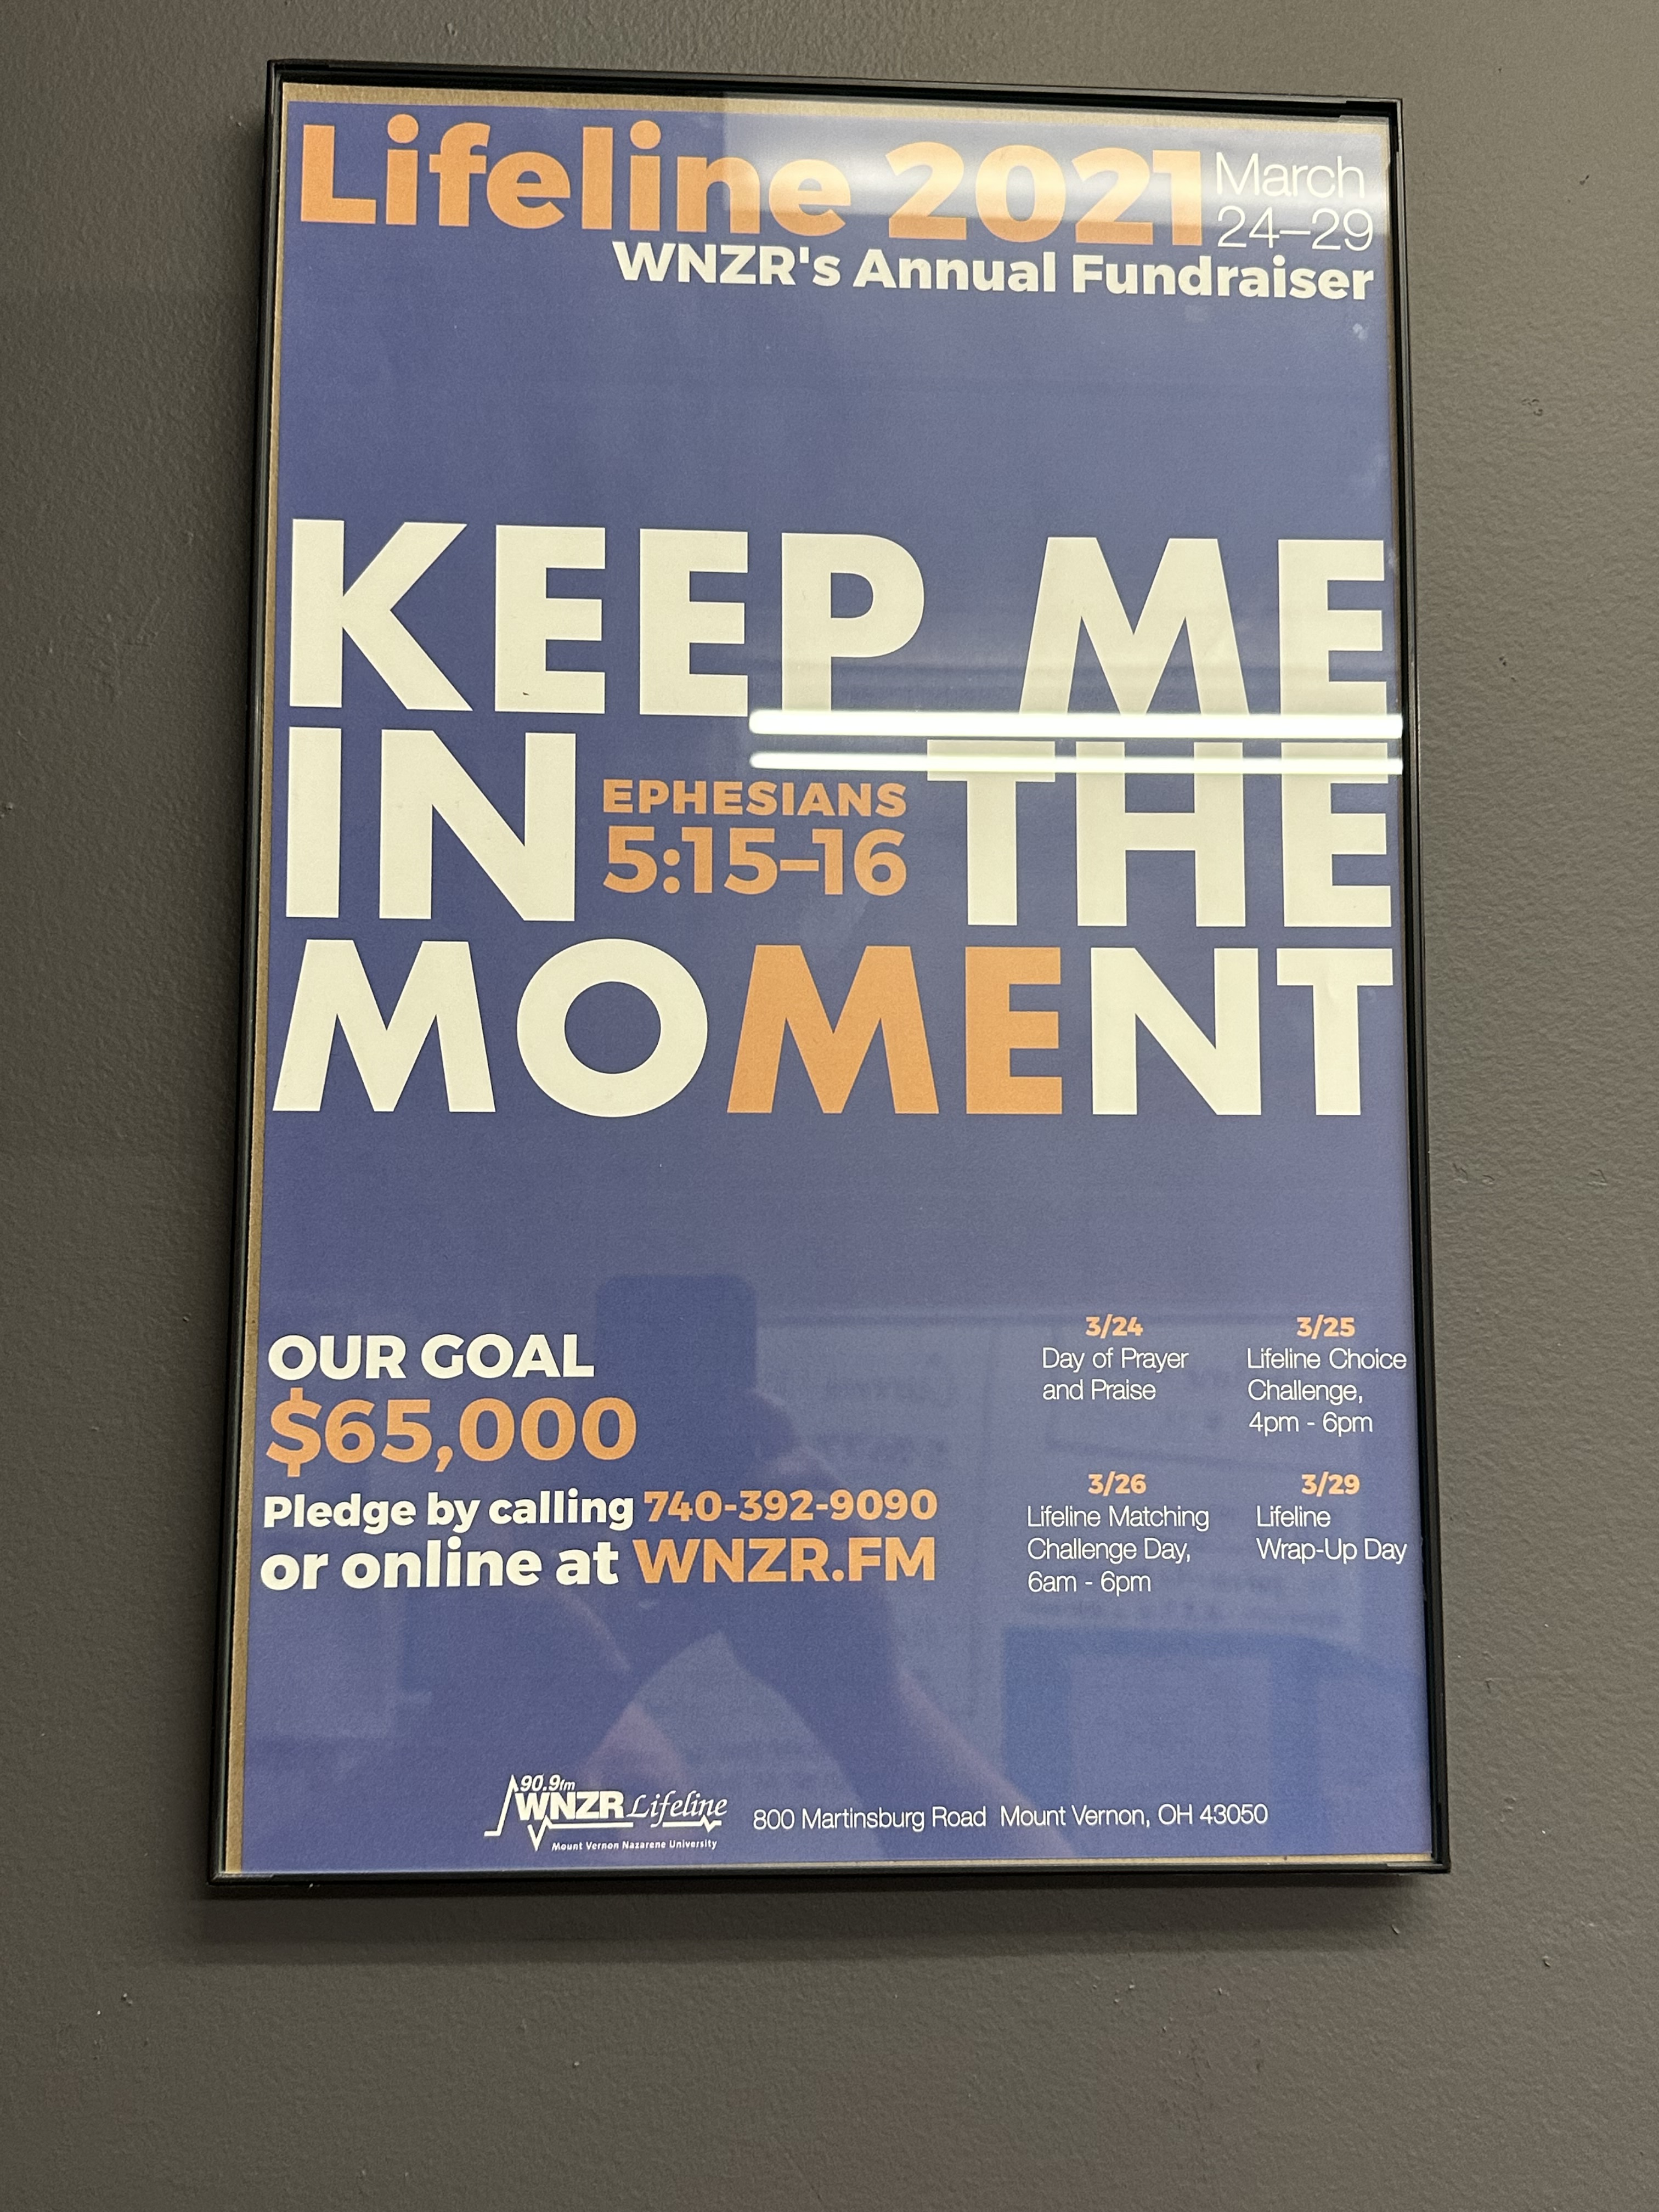 Lifeline 2021 March
24–29
WNZR's Annual Fundraiser
KEEP ME
IN EPHESIANS 5:15–16 THE
MOMENT
OUR GOAL
$65,000
Pledge by calling 740-392-9090
or online at WNZR.FM
3/24
Day of Prayer
and Praise
3/25
Lifeline Choice
Challenge,
4pm - 6pm
3/26
Lifeline Matching
Challenge Day,
6am - 6pm
3/29
Lifeline
Wrap-Up Day
90.9fm
WNZR Lifeline
Mount Vernon Nazarene University
800 Martinsburg Road Mount Vernon, OH 43050